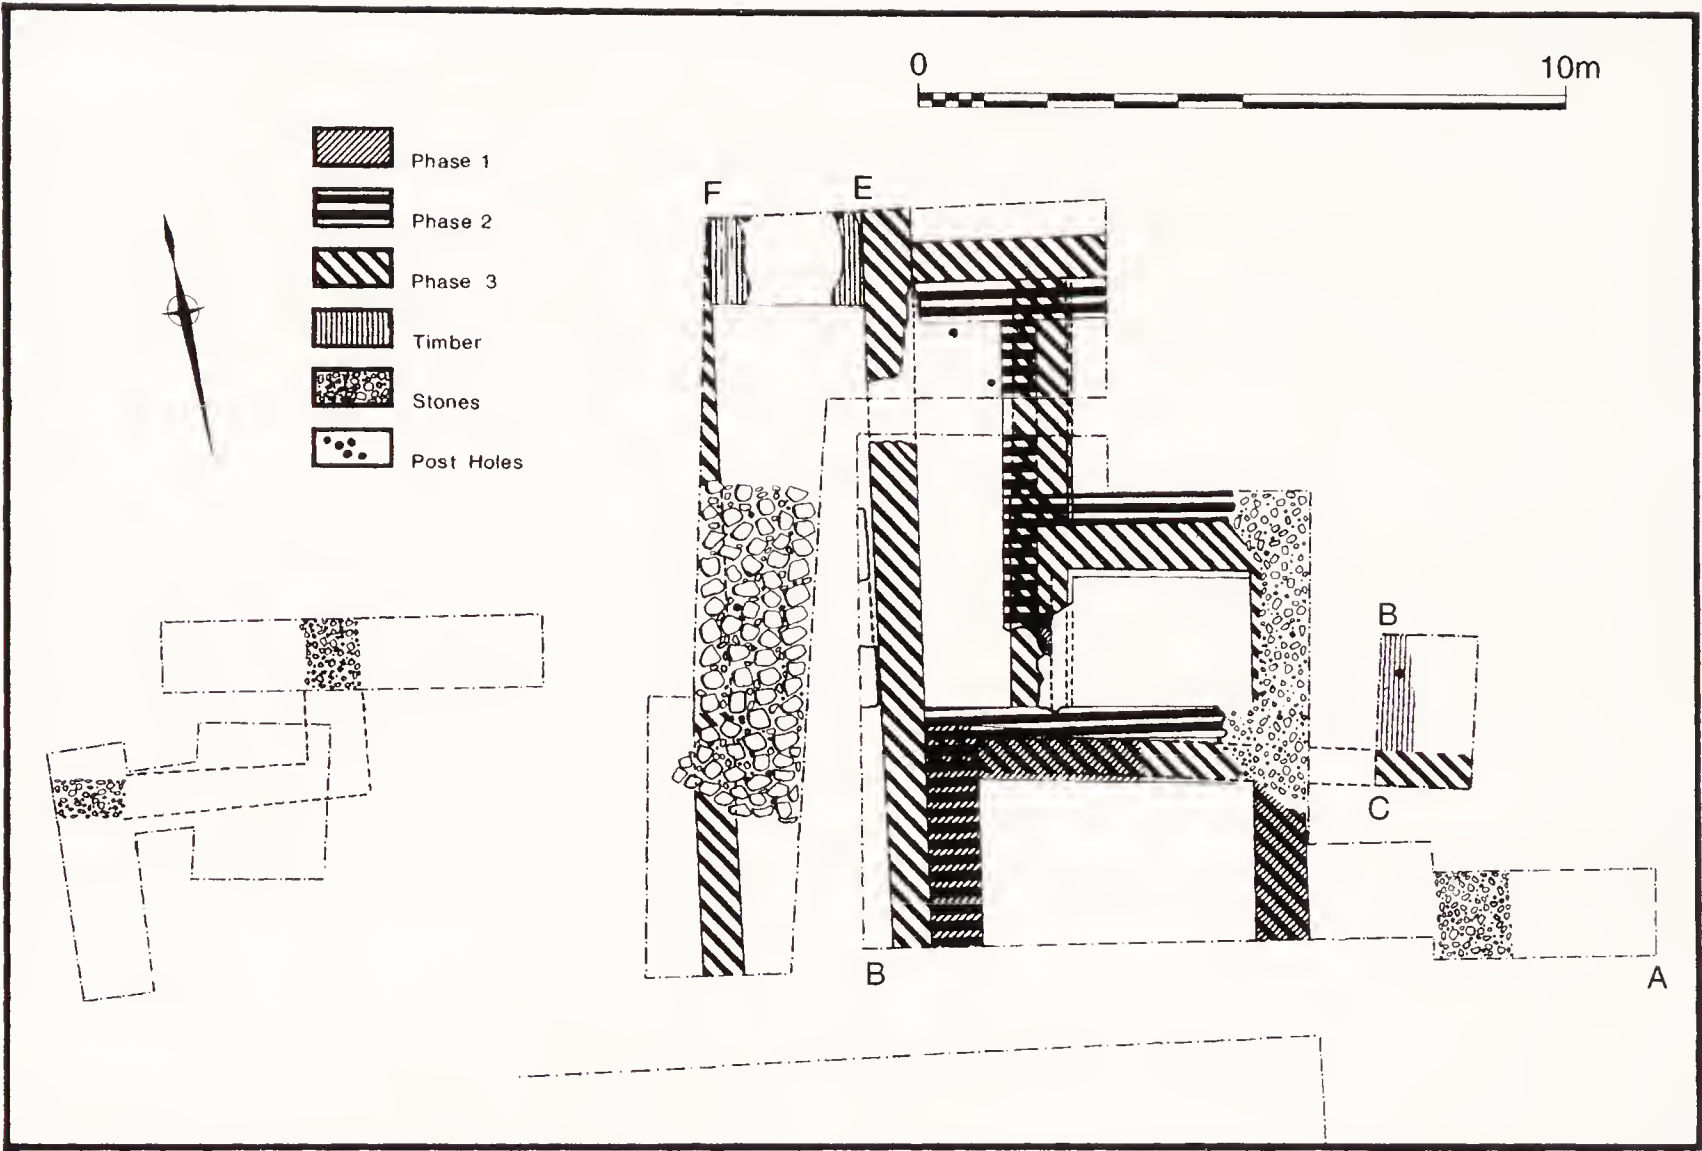 0 10m
Phase 1
Phase 2
Phase 3
Timber
Stones
Post Holes
F E
B
C
B A